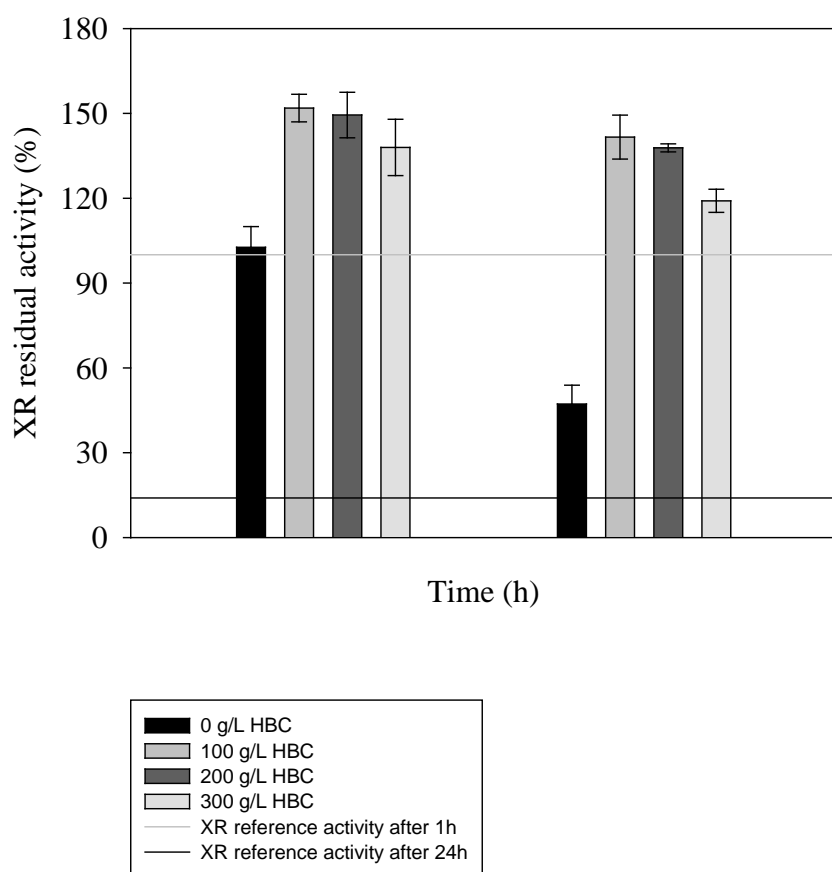 XR residual activity (%)
180
150
120
90
60
30
0
Time (h)
0 g/L HBC
100 g/L HBC
200 g/L HBC
300 g/L HBC
XR reference activity after 1h
XR reference activity after 24h